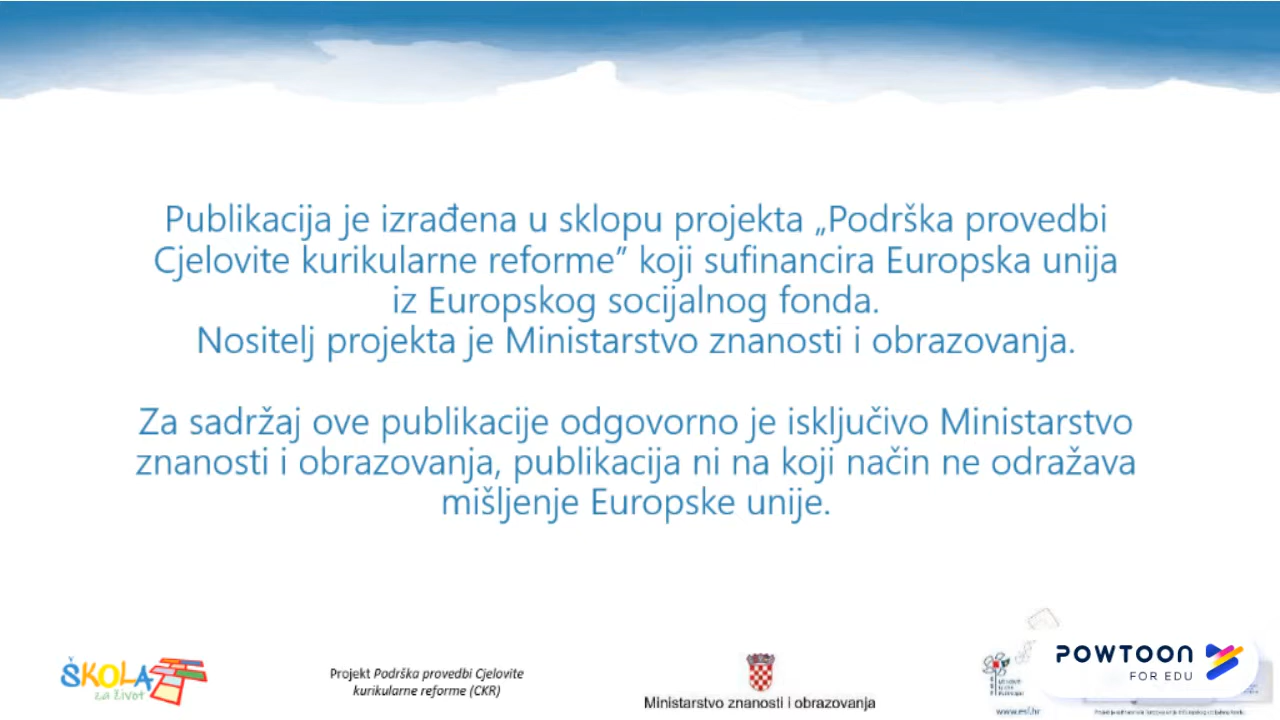 Publikacija je izrađena u sklopu projekta „Podrška provedbi
Cjelovite kurikularne reforme” koji sufinancira Europska unija
iz Europskog socijalnog fonda.
Nositelj projekta je Ministarstvo znanosti i obrazovanja.
Za sadržaj ove publikacije odgovorno je isključivo Ministarstvo
znanosti i obrazovanja, publikacija ni na koji način ne odražava
mišljenje Europske unije.
ŠKOLA
za život
Projekt Podrška provedbi Cjelovite
kurikularne reforme (CKR)
Ministarstvo znanosti i obrazovanja
www.esf.hr
POWTOON
FOR EDU